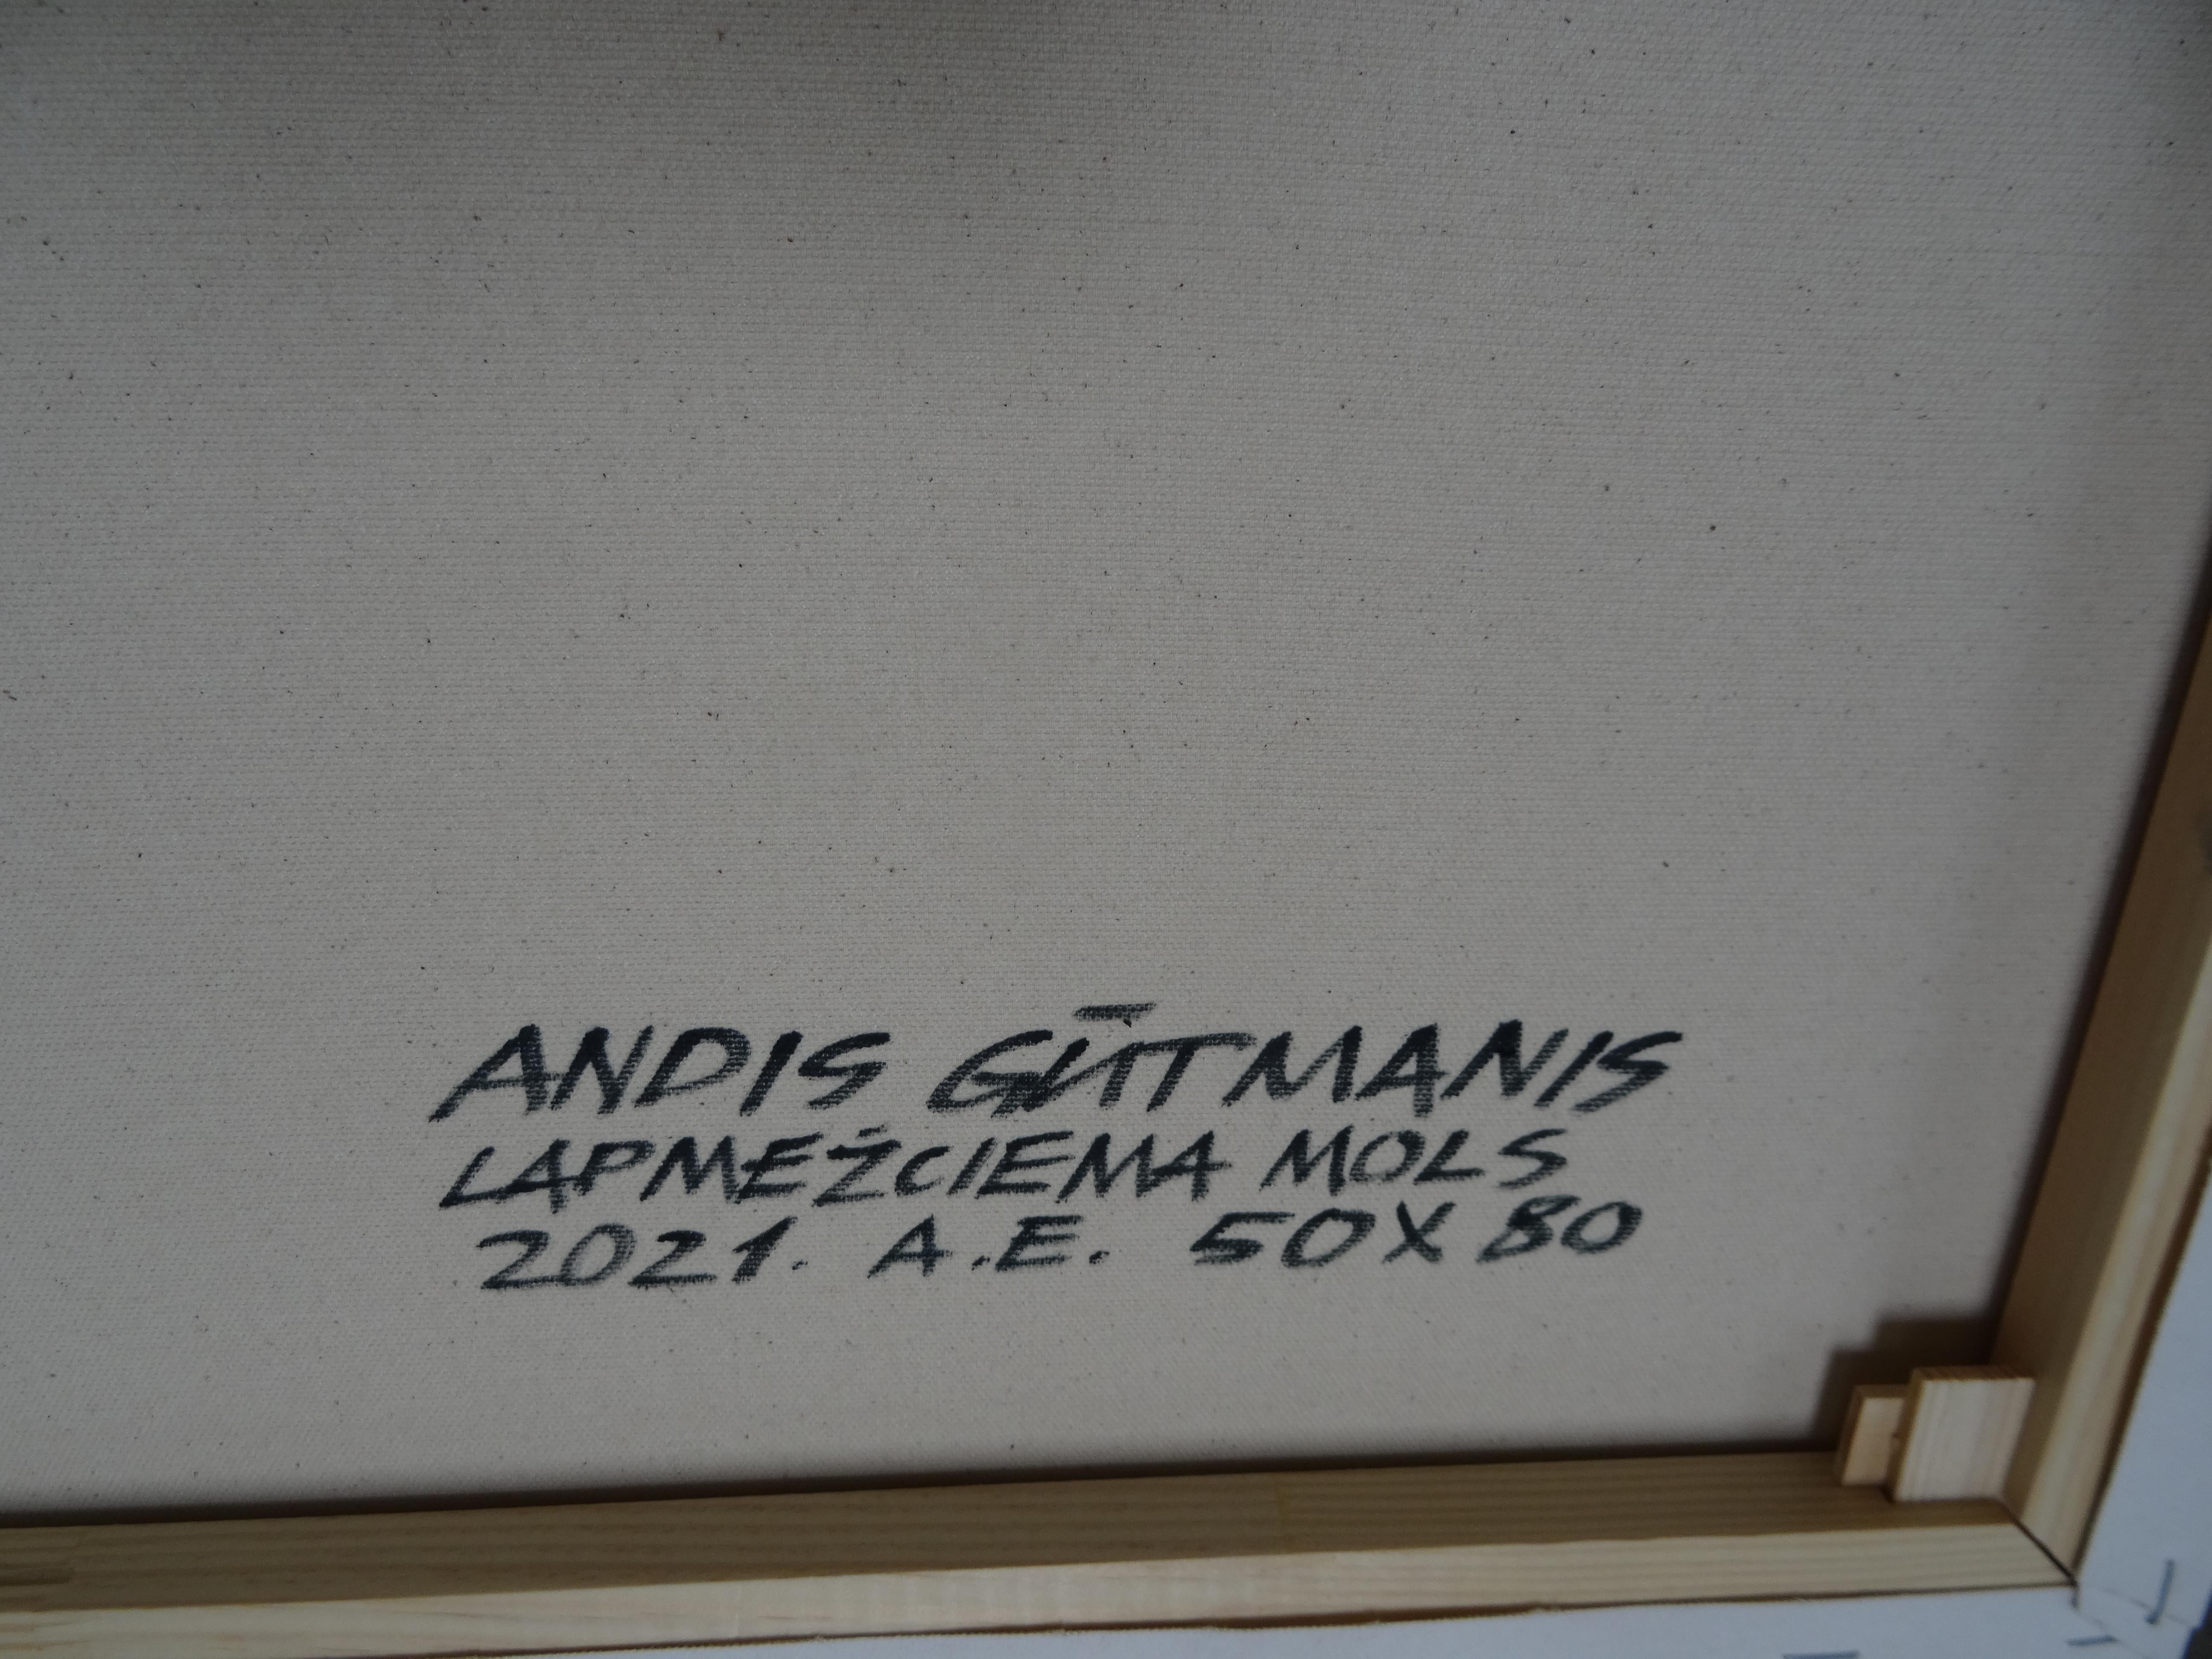 ANDIS GŪTMANIS
LAPMEŽCIEMA MOLS
2021. A.E. 50X80